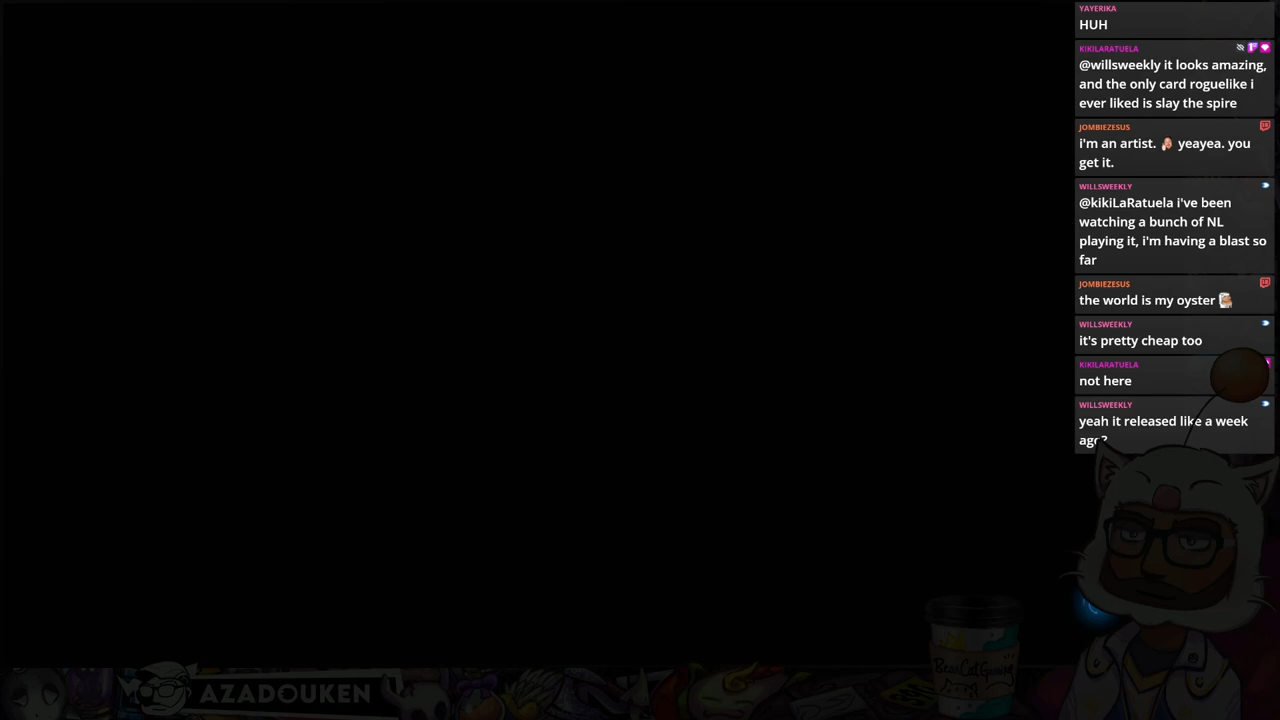 YAYERIKA
HUH
KIKILARATUELA
@willsweekly it looks amazing,
and the only card roguelike i
ever liked is slay the spire
JOMBIEZESUS
i'm an artist. yeayea. you
get it.
WILLSWEEKLY
@kikiLaRatuela i've been
watching a bunch of NL
playing it, i'm having a blast so
far
JOMBIEZESUS
the world is my oyster
WILLSWEEKLY
it's pretty cheap too
KIKILARATUELA
not here
WILLSWEEKLY
yeah it released like a week
ago?
BearCatGaming
AZADOUKEN